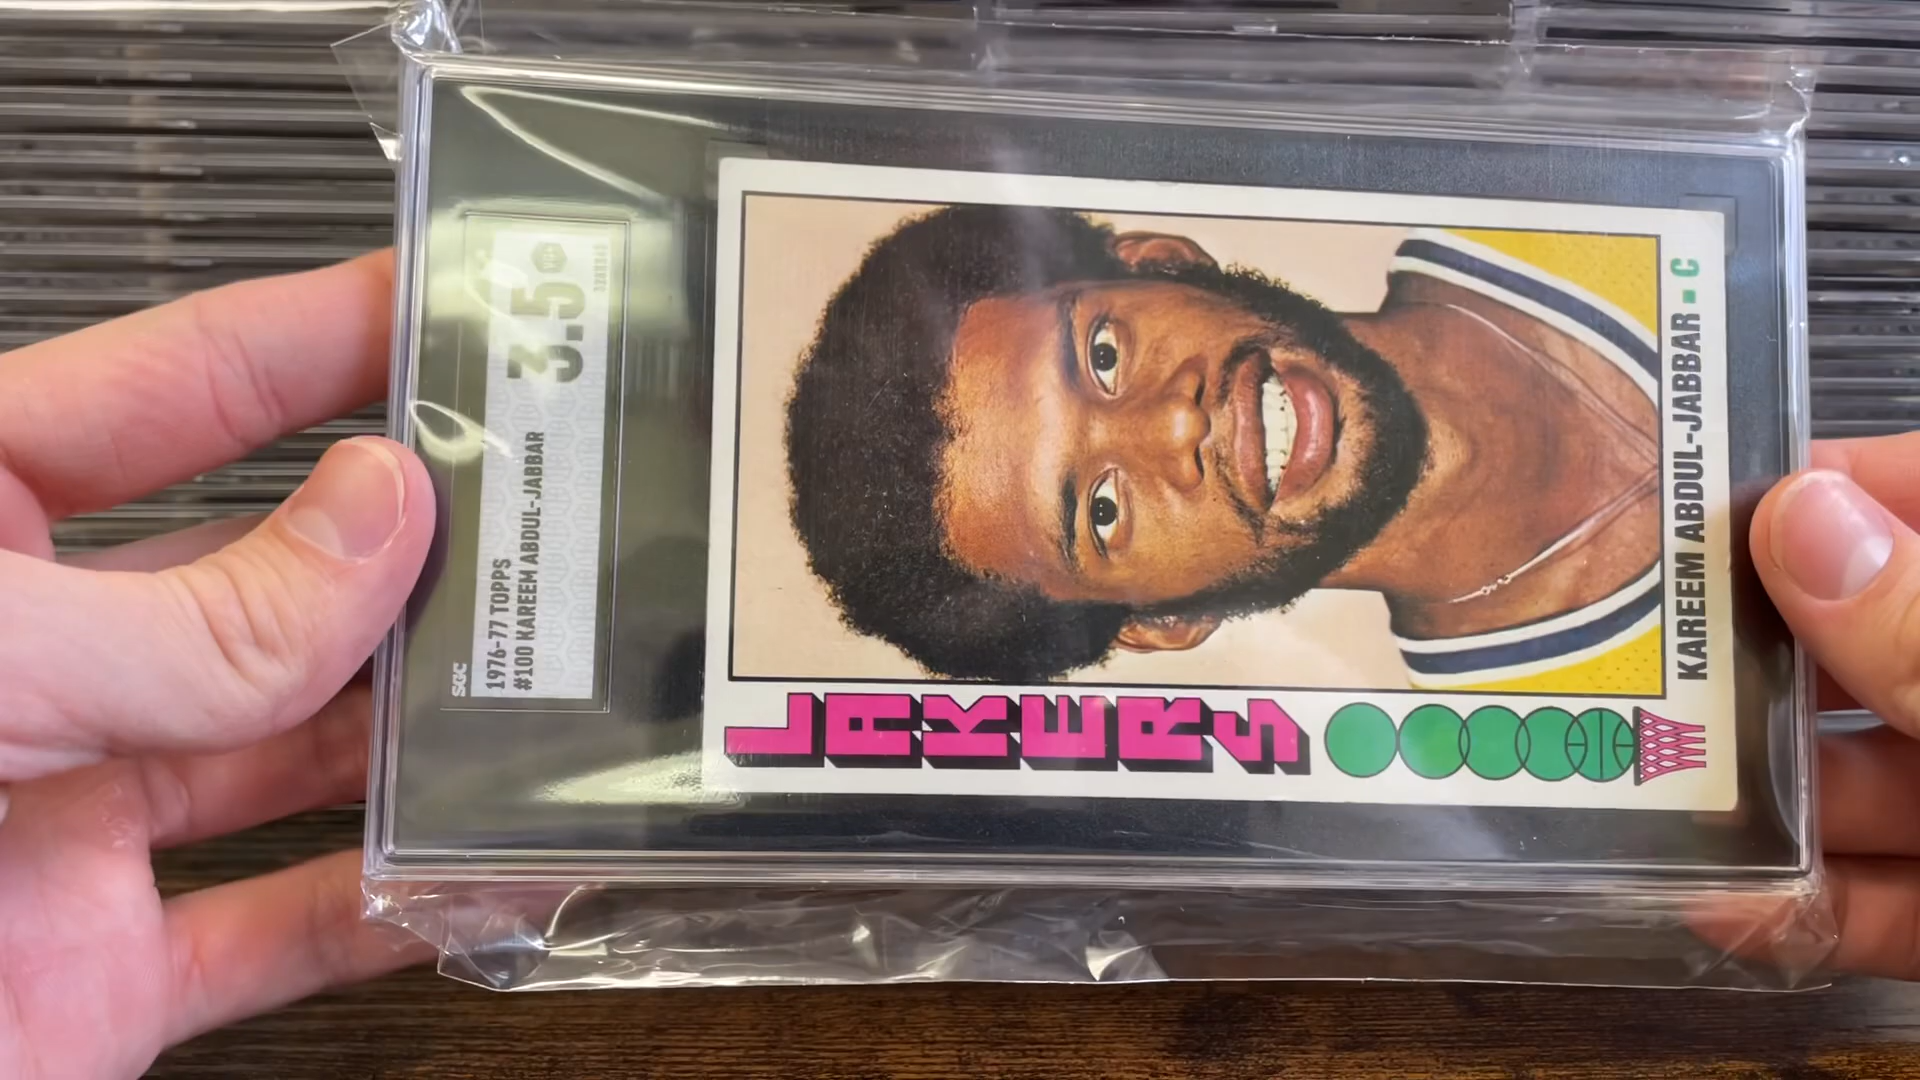 SGC
1976-77 TOPPS
#100 KAREEM ABDUL-JABBAR
3.5
LAKERS
KAREEM ABDUL-JABBAR ▪ C